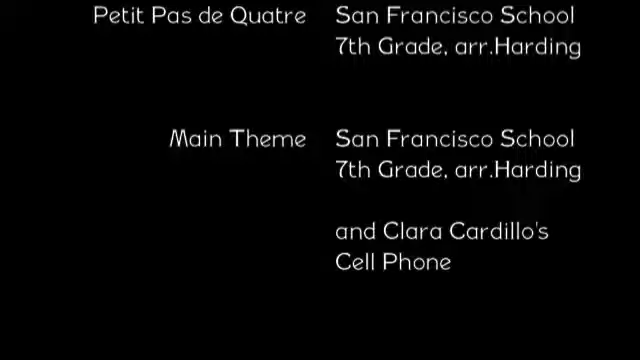 Petit Pas de Quatre San Francisco School
7th Grade, arr.Harding
Main Theme San Francisco School
7th Grade, arr.Harding
and Clara Cardillo's
Cell Phone